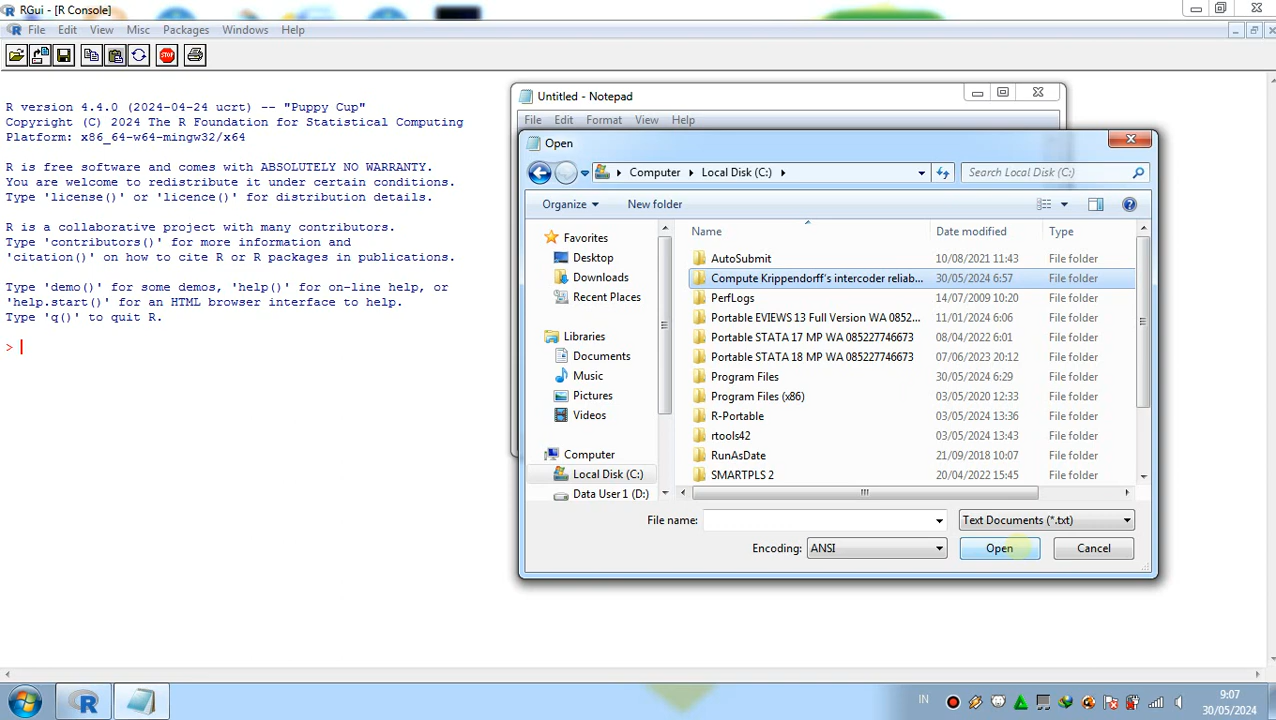 RGui - [R Console]
File Edit View Misc Packages Windows Help
STOP
R version 4.4.0 (2024-04-24 ucrt) -- "Puppy Cup"
Copyright (C) 2024 The R Foundation for Statistical Computing
Platform: x86_64-w64-mingw32/x64
R is free software and comes with ABSOLUTELY NO WARRANTY.
You are welcome to redistribute it under certain conditions.
Type 'license()' or 'licence()' for distribution details.
R is a collaborative project with many contributors.
Type 'contributors()' for more information and
'citation()' on how to cite R or R packages in publications.
Type 'demo()' for some demos, 'help()' for on-line help, or
'help.start()' for an HTML browser interface to help.
Type 'q()' to quit R.
>
Untitled - Notepad
File Edit Format View Help
Open
Computer Local Disk (C:) Search Local Disk (C:)
Organize New folder
Favorites
Desktop
Downloads
Recent Places
Libraries
Documents
Music
Pictures
Videos
Computer
Local Disk (C:)
Data User 1 (D:)
Name Date modified Type
AutoSubmit 10/08/2021 11:43 File folder
Compute Krippendorff's intercoder reliab... 30/05/2024 6:57 File folder
PerfLogs 14/07/2009 10:20 File folder
Portable EVIEWS 13 Full Version WA 0852... 11/01/2024 6:06 File folder
Portable STATA 17 MP WA 085227746673 08/04/2022 6:01 File folder
Portable STATA 18 MP WA 085227746673 07/06/2023 20:12 File folder
Program Files 30/05/2024 6:29 File folder
Program Files (x86) 03/05/2020 12:33 File folder
R-Portable 03/05/2024 13:36 File folder
rtools42 03/05/2024 13:43 File folder
RunAsDate 21/09/2018 10:07 File folder
SMARTPLS 2 20/04/2022 15:45 File folder
File name: Text Documents (*.txt)
Encoding: ANSI Open Cancel
IN
9:07
30/05/2024